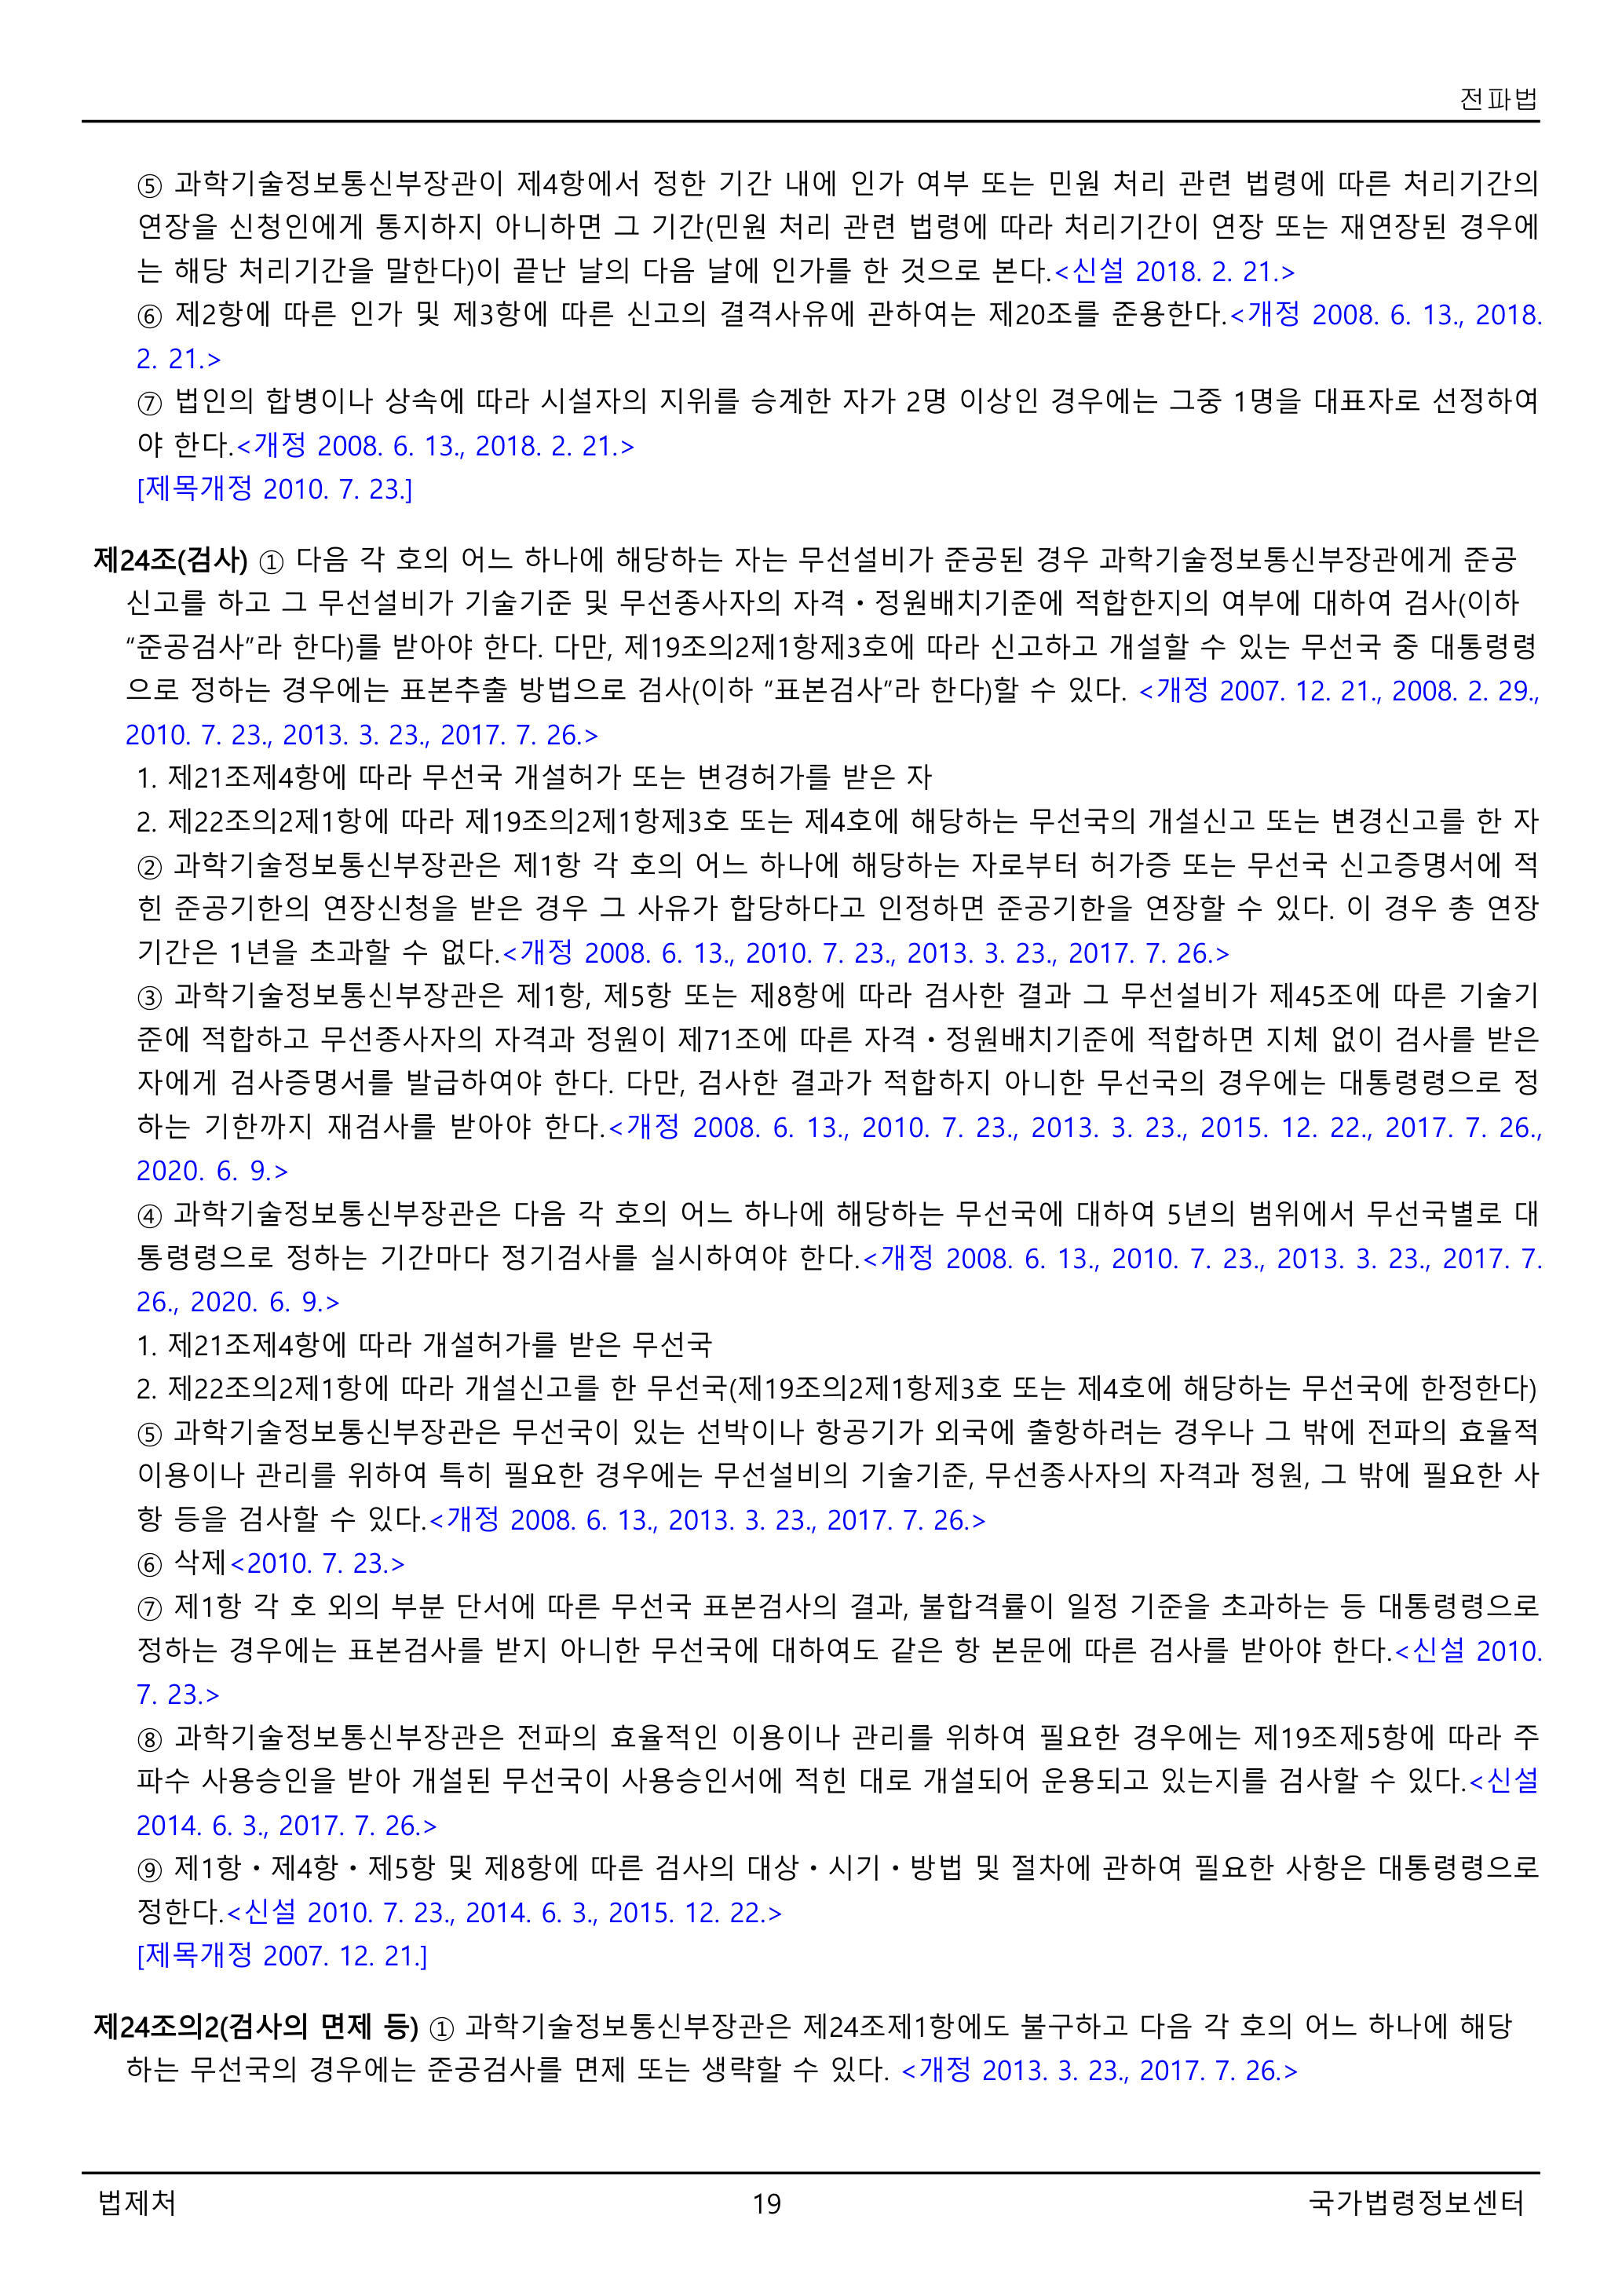 전파법
⑤ 과학기술정보통신부장관이 제4항에서 정한 기간 내에 인가 여부 또는 민원 처리 관련 법령에 따른 처리기간의
연장을 신청인에게 통지하지 아니하면 그 기간(민원 처리 관련 법령에 따라 처리기간이 연장 또는 재연장된 경우에
는 해당 처리기간을 말한다)이 끝난 날의 다음 날에 인가를 한 것으로 본다.<신설 2018. 2. 21.>
⑥ 제2항에 따른 인가 및 제3항에 따른 신고의 결격사유에 관하여는 제20조를 준용한다.<개정 2008. 6. 13., 2018.
2. 21.>
⑦ 법인의 합병이나 상속에 따라 시설자의 지위를 승계한 자가 2명 이상인 경우에는 그중 1명을 대표자로 선정하여
야 한다.<개정 2008. 6. 13., 2018. 2. 21.>
[제목개정 2010. 7. 23.]
제24조(검사) ① 다음 각 호의 어느 하나에 해당하는 자는 무선설비가 준공된 경우 과학기술정보통신부장관에게 준공
신고를 하고 그 무선설비가 기술기준 및 무선종사자의 자격・정원배치기준에 적합한지의 여부에 대하여 검사(이하
“준공검사”라 한다)를 받아야 한다. 다만, 제19조의2제1항제3호에 따라 신고하고 개설할 수 있는 무선국 중 대통령령
으로 정하는 경우에는 표본추출 방법으로 검사(이하 “표본검사”라 한다)할 수 있다. <개정 2007. 12. 21., 2008. 2. 29.,
2010. 7. 23., 2013. 3. 23., 2017. 7. 26.>
1. 제21조제4항에 따라 무선국 개설허가 또는 변경허가를 받은 자
2. 제22조의2제1항에 따라 제19조의2제1항제3호 또는 제4호에 해당하는 무선국의 개설신고 또는 변경신고를 한 자
② 과학기술정보통신부장관은 제1항 각 호의 어느 하나에 해당하는 자로부터 허가증 또는 무선국 신고증명서에 적
힌 준공기한의 연장신청을 받은 경우 그 사유가 합당하다고 인정하면 준공기한을 연장할 수 있다. 이 경우 총 연장
기간은 1년을 초과할 수 없다.<개정 2008. 6. 13., 2010. 7. 23., 2013. 3. 23., 2017. 7. 26.>
③ 과학기술정보통신부장관은 제1항, 제5항 또는 제8항에 따라 검사한 결과 그 무선설비가 제45조에 따른 기술기
준에 적합하고 무선종사자의 자격과 정원이 제71조에 따른 자격・정원배치기준에 적합하면 지체 없이 검사를 받은
자에게 검사증명서를 발급하여야 한다. 다만, 검사한 결과가 적합하지 아니한 무선국의 경우에는 대통령령으로 정
하는 기한까지 재검사를 받아야 한다.<개정 2008. 6. 13., 2010. 7. 23., 2013. 3. 23., 2015. 12. 22., 2017. 7. 26.,
2020. 6. 9.>
④ 과학기술정보통신부장관은 다음 각 호의 어느 하나에 해당하는 무선국에 대하여 5년의 범위에서 무선국별로 대
통령령으로 정하는 기간마다 정기검사를 실시하여야 한다.<개정 2008. 6. 13., 2010. 7. 23., 2013. 3. 23., 2017. 7.
26., 2020. 6. 9.>
1. 제21조제4항에 따라 개설허가를 받은 무선국
2. 제22조의2제1항에 따라 개설신고를 한 무선국(제19조의2제1항제3호 또는 제4호에 해당하는 무선국에 한정한다)
⑤ 과학기술정보통신부장관은 무선국이 있는 선박이나 항공기가 외국에 출항하려는 경우나 그 밖에 전파의 효율적
이용이나 관리를 위하여 특히 필요한 경우에는 무선설비의 기술기준, 무선종사자의 자격과 정원, 그 밖에 필요한 사
항 등을 검사할 수 있다.<개정 2008. 6. 13., 2013. 3. 23., 2017. 7. 26.>
⑥ 삭제<2010. 7. 23.>
⑦ 제1항 각 호 외의 부분 단서에 따른 무선국 표본검사의 결과, 불합격률이 일정 기준을 초과하는 등 대통령령으로
정하는 경우에는 표본검사를 받지 아니한 무선국에 대하여도 같은 항 본문에 따른 검사를 받아야 한다.<신설 2010.
7. 23.>
⑧ 과학기술정보통신부장관은 전파의 효율적인 이용이나 관리를 위하여 필요한 경우에는 제19조제5항에 따라 주
파수 사용승인을 받아 개설된 무선국이 사용승인서에 적힌 대로 개설되어 운용되고 있는지를 검사할 수 있다.<신설
2014. 6. 3., 2017. 7. 26.>
⑨ 제1항・제4항・제5항 및 제8항에 따른 검사의 대상・시기・방법 및 절차에 관하여 필요한 사항은 대통령령으로
정한다.<신설 2010. 7. 23., 2014. 6. 3., 2015. 12. 22.>
[제목개정 2007. 12. 21.]
제24조의2(검사의 면제 등) ① 과학기술정보통신부장관은 제24조제1항에도 불구하고 다음 각 호의 어느 하나에 해당
하는 무선국의 경우에는 준공검사를 면제 또는 생략할 수 있다. <개정 2013. 3. 23., 2017. 7. 26.>
법제처 19 국가법령정보센터